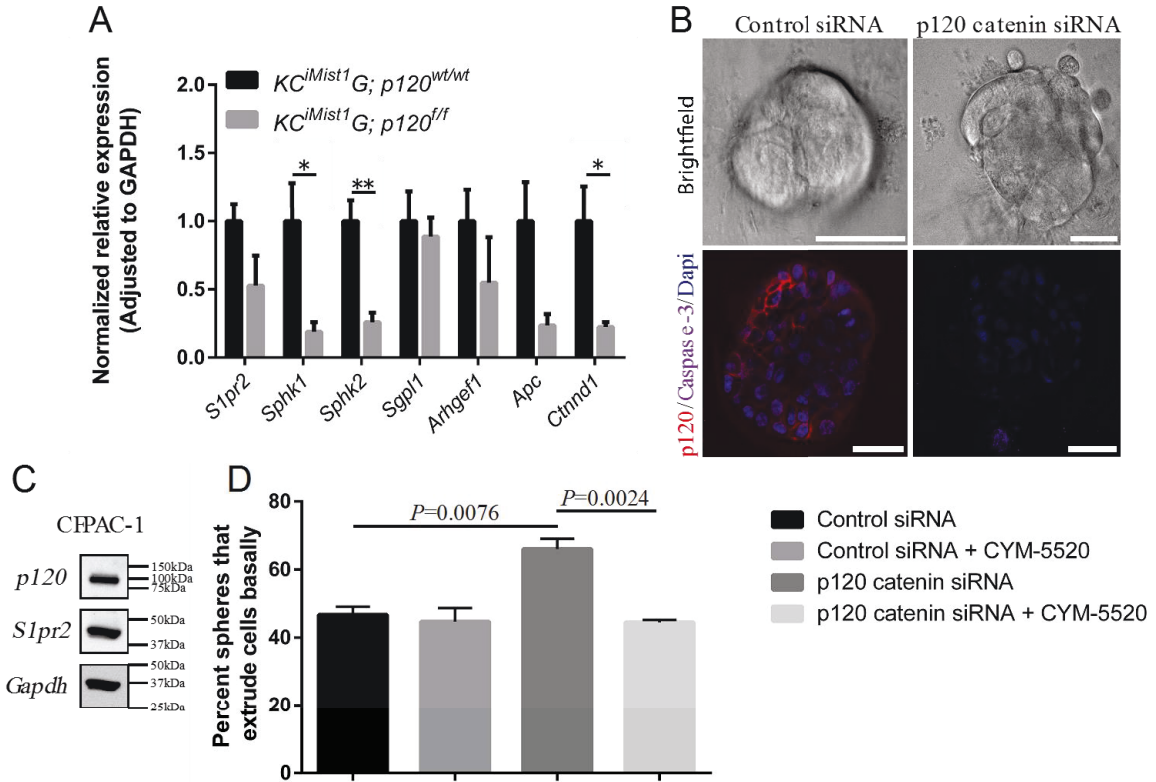 A
KC^iMist1 G; p120^wt/wt
KC^iMist1 G; p120^f/f
Normalized relative expression
(Adjusted to GAPDH)
2.0
1.5
1.0
0.5
0.0
*
**
*
S1pr2
Sphk1
Sphk2
Sgpl1
Arhgef1
Apc
Ctnnd1
B
Control siRNA
p120 catenin siRNA
Brightfield
p120/Caspas e-3/Dapi
C
CFPAC-1
p120
150kDa
100kDa
75kDa
S1pr2
50kDa
37kDa
Gapdh
50kDa
37kDa
25kDa
D
Percent spheres that
extrude cells basally
80
60
40
20
0
P=0.0076
P=0.0024
Control siRNA
Control siRNA + CYM-5520
p120 catenin siRNA
p120 catenin siRNA + CYM-5520